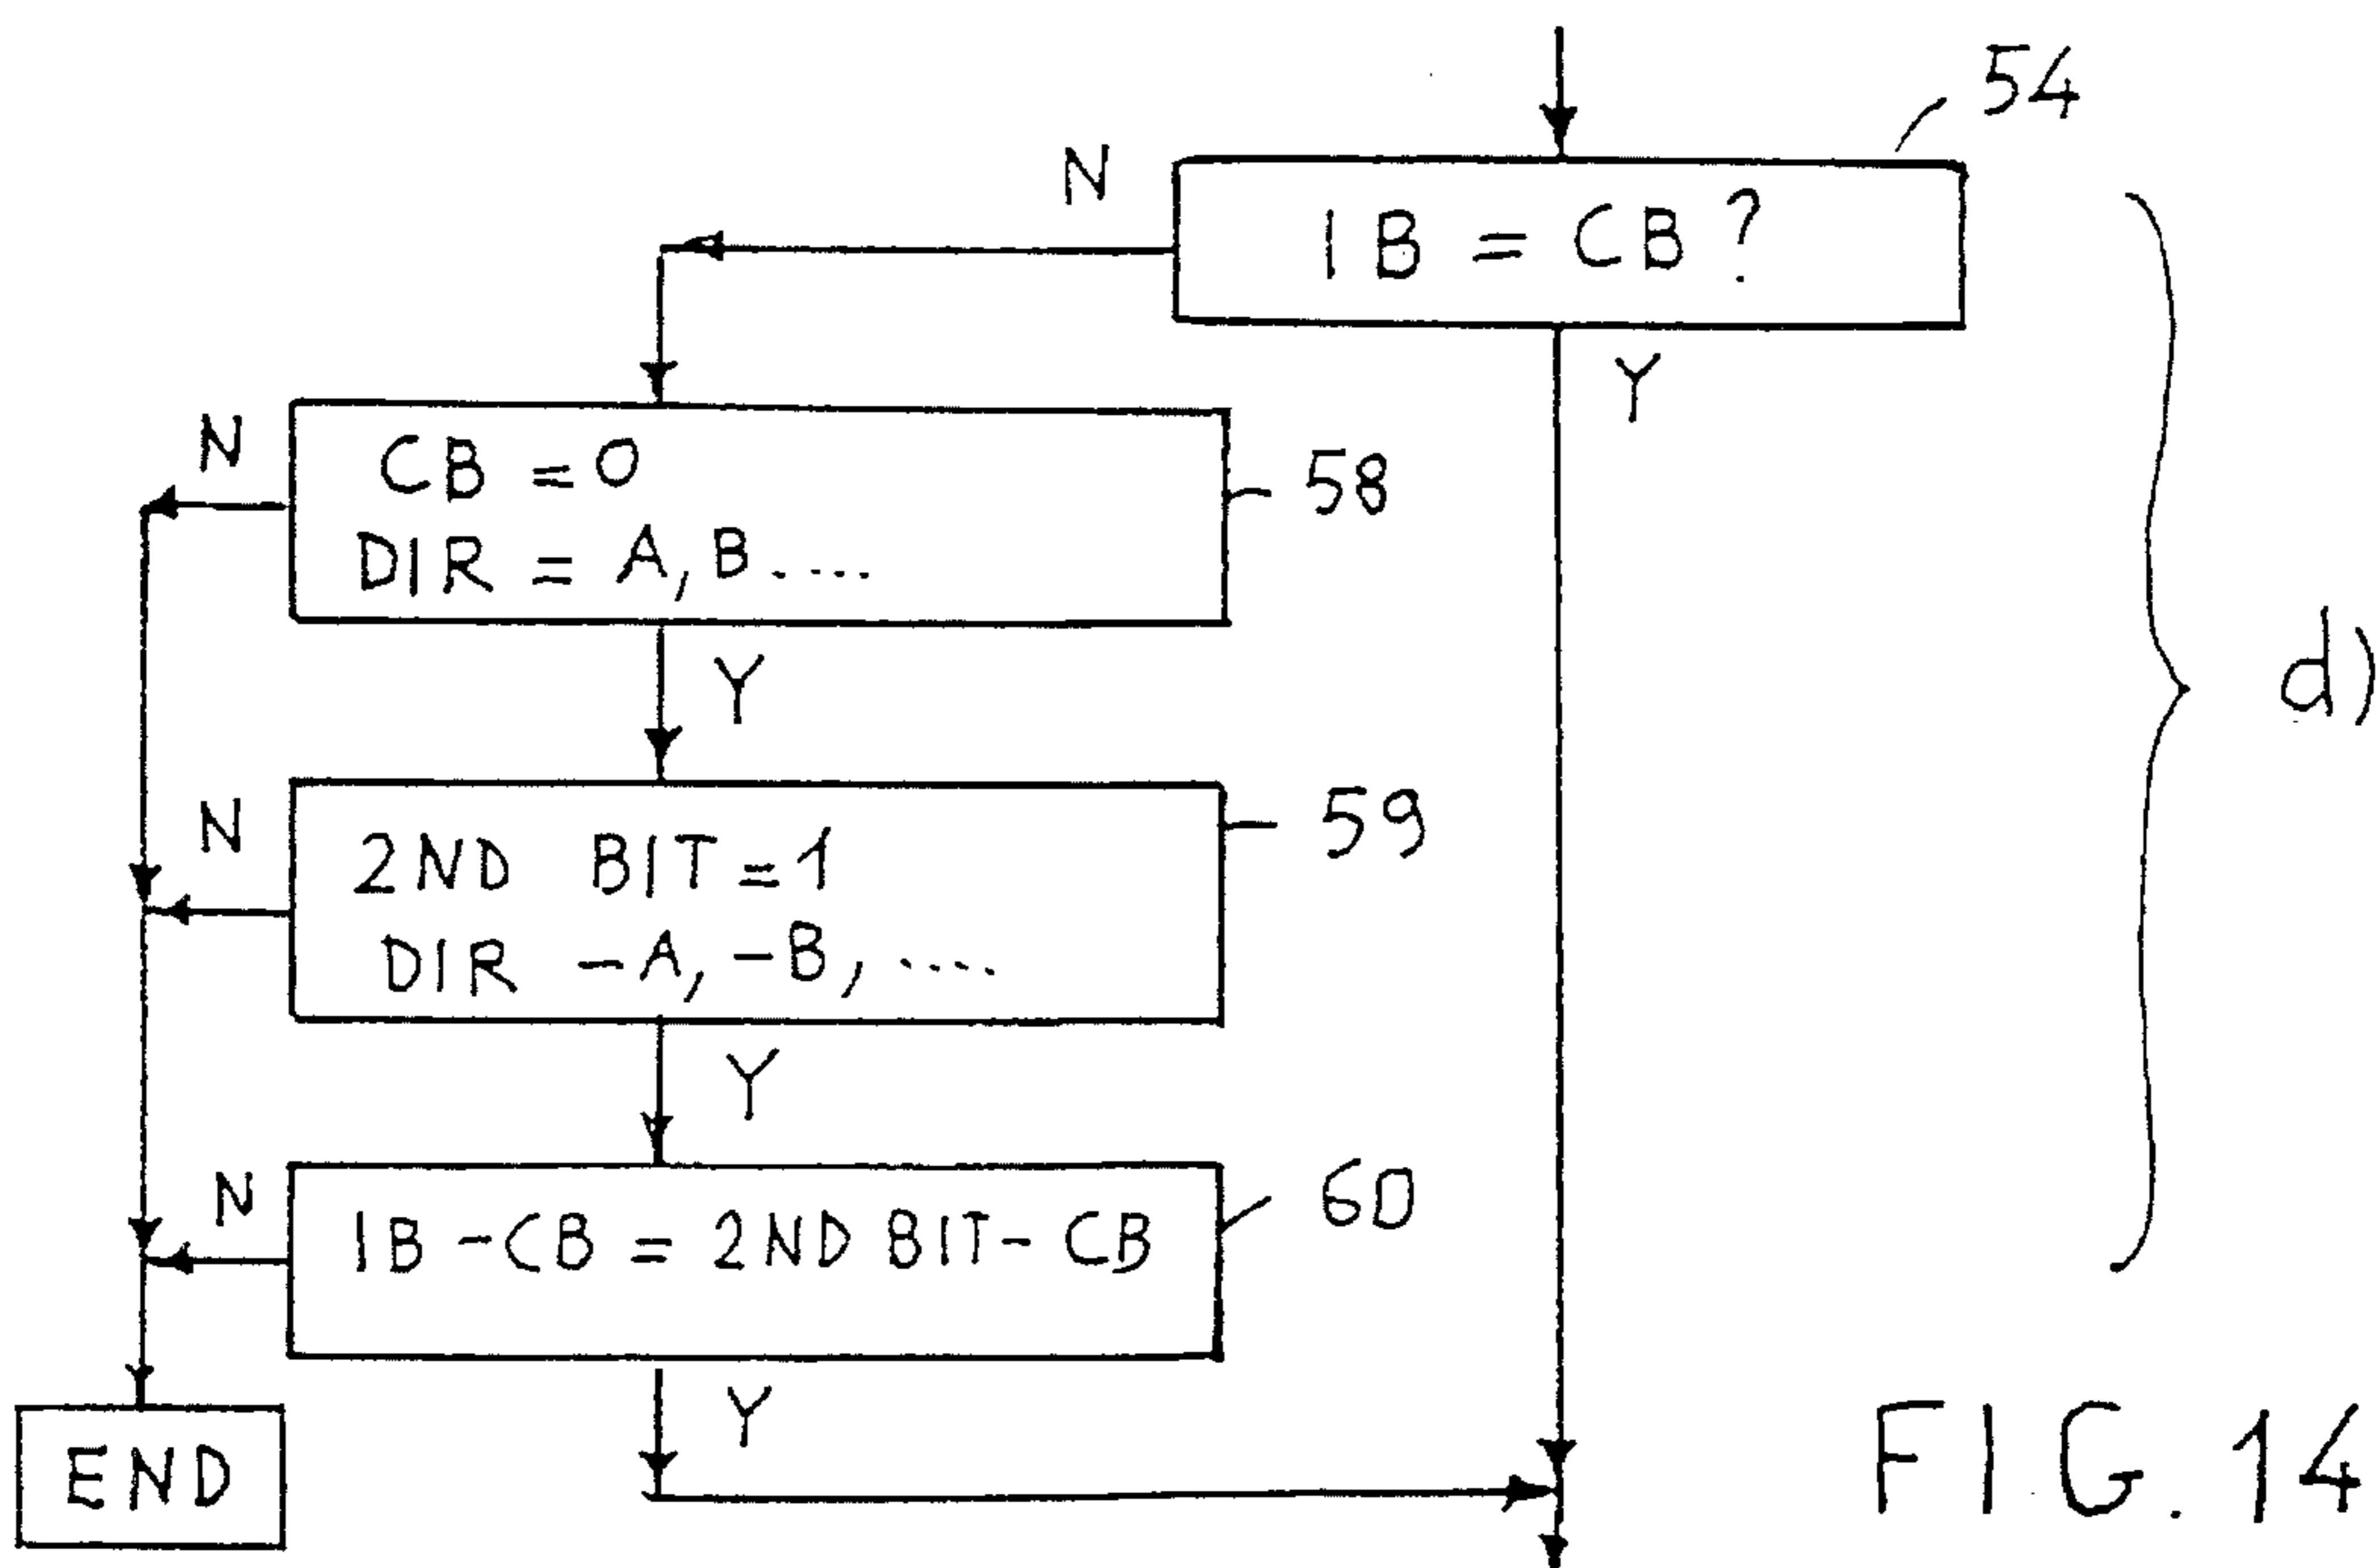 54
N
IB = CB ?
Y
N
CB = 0
DIR = A, B ....
58
Y
d)
N
2ND BIT = 1
DIR - A, - B, ....
59
Y
N
IB - CB = 2ND BIT - CB
60
Y
END
FIG. 14